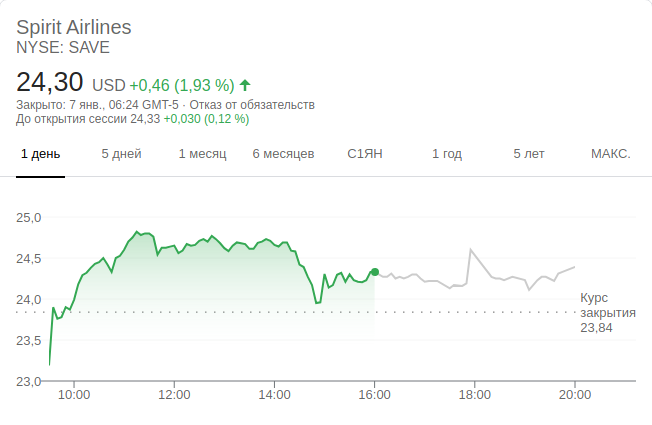 Spirit Airlines
NYSE: SAVE
24,30 USD +0,46 (1,93 %)
Закрыто: 7 янв., 06:24 GMT-5 · Отказ от обязательств
До открытия сессии 24,33 +0,030 (0,12 %)
1 день 5 дней 1 месяц 6 месяцев С1ЯН 1 год 5 лет МАКС.
25,0
24,5
24,0
Курс
закрытия
23,84
23,5
23,0
10:00 12:00 14:00 16:00 18:00 20:00